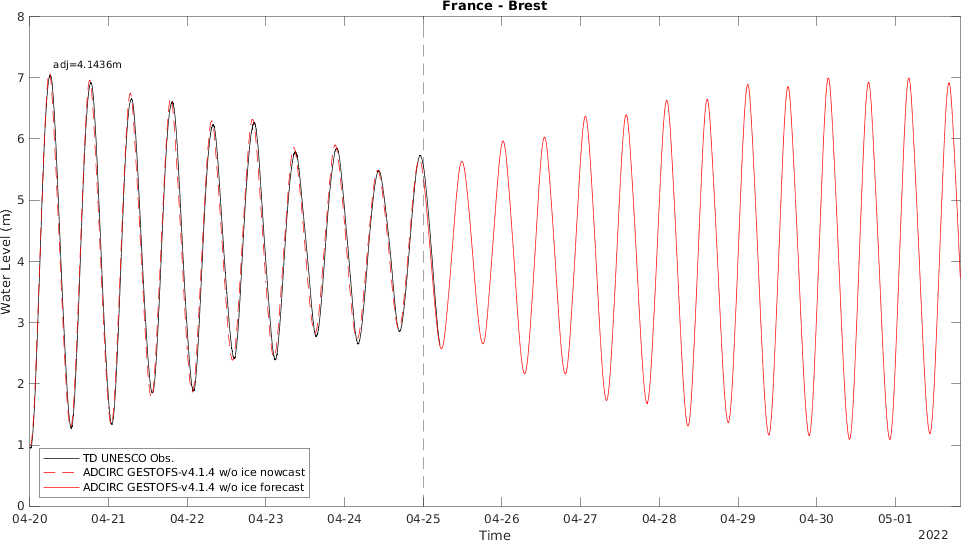 France - Brest
8
7
6
5
4
3
2
1
0
Water Level (m)
adj=4.1436m
TD UNESCO Obs.
ADCIRC GESTOFS-v4.1.4 w/o ice nowcast
ADCIRC GESTOFS-v4.1.4 w/o ice forecast
04-20 04-21 04-22 04-23 04-24 04-25 04-26 04-27 04-28 04-29 04-30 05-01
Time
2022